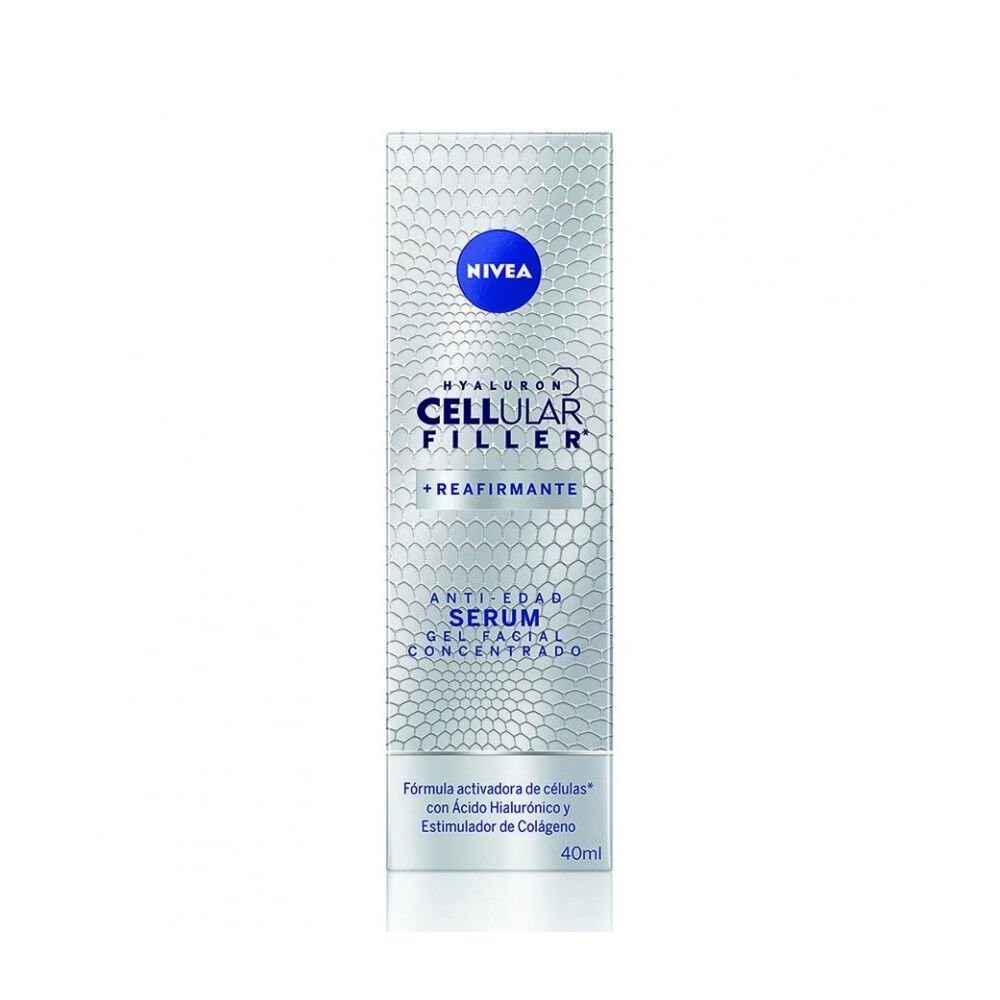 NIVEA
HYALURON
CELLULAR
FILLER*
+ REAFIRMANTE
ANTI-EDAD
SERUM
GEL FACIAL
CONCENTRADO
Fórmula activadora de células*
con Ácido Hialurónico y
Estimulador de Colágeno
40ml